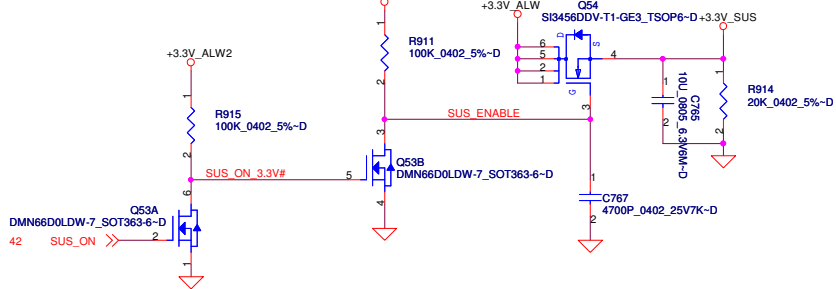 +3.3V_ALW
Q54
SI3456DDV-T1-GE3_TSOP6~D
+3.3V_SUS
1
R911
100K_0402_5%~D
2
D
S
G
6
5
2
1
4
3
+3.3V_ALW2
1
R915
100K_0402_5%~D
2
1
2
C765
10U_0805_6.3V6M~D
1
R914
20K_0402_5%~D
2
SUS_ENABLE
3
SUS_ON_3.3V#
5
Q53B
DMN66D0LDW-7_SOT363-6~D
4
6
Q53A
DMN66D0LDW-7_SOT363-6~D
42
SUS_ON
2
1
1
C767
4700P_0402_25V7K~D
2